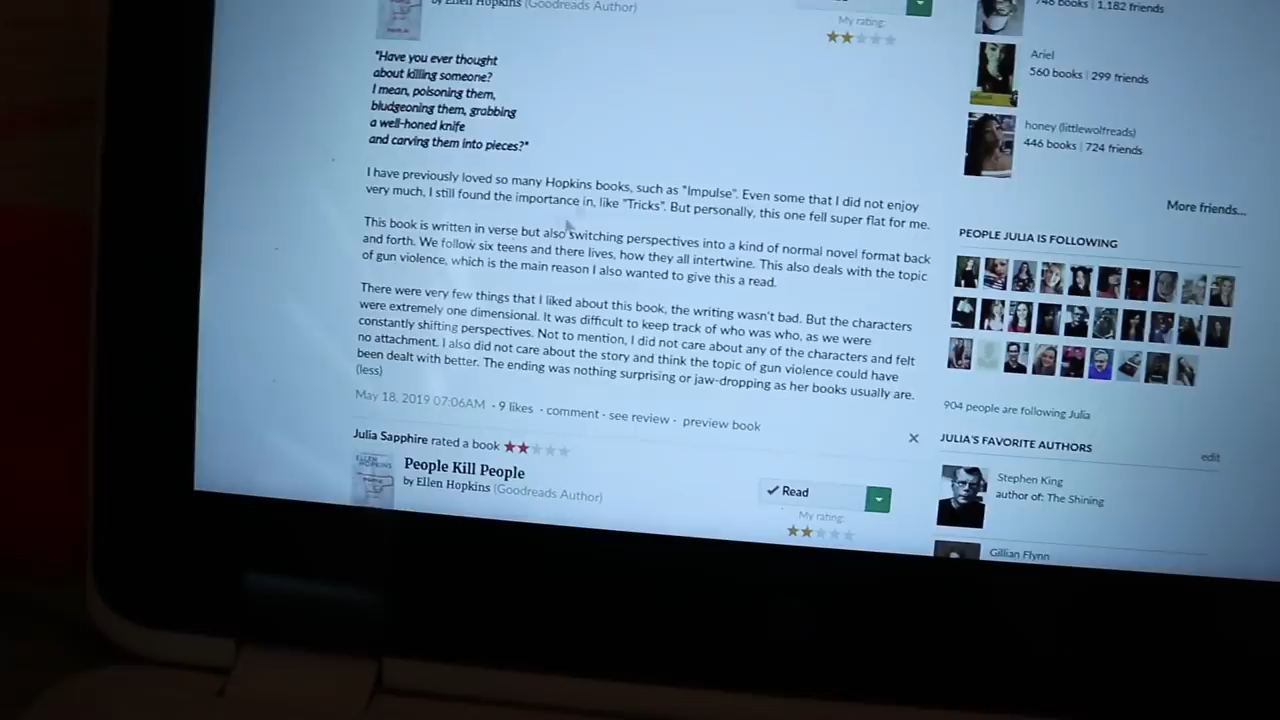 by Ellen Hopkins (Goodreads Author)
My rating:
"Have you ever thought
about killing someone?
I mean, poisoning them,
bludgeoning them, grabbing
a well-honed knife
and carving them into pieces?"
I have previously loved so many Hopkins books, such as "Impulse". Even some that I did not enjoy
very much, I still found the importance in, like "Tricks". But personally, this one fell super flat for me.
This book is written in verse but also switching perspectives into a kind of normal novel format back
and forth. We follow six teens and there lives, how they all intertwine. This also deals with the topic
of gun violence, which is the main reason I also wanted to give this a read.
There were very few things that I liked about this book, the writing wasn't bad. But the characters
were extremely one dimensional. It was difficult to keep track of who was who, as we were
constantly shifting perspectives. Not to mention, I did not care about any of the characters and felt
no attachment. I also did not care about the story and think the topic of gun violence could have
been dealt with better. The ending was nothing surprising or jaw-dropping as her books usually are.
(less)
May 18, 2019 07:06AM · 9 likes · comment · see review · preview book
Julia Sapphire rated a book
ELLEN HOPKINS
People Kill People
by Ellen Hopkins (Goodreads Author)
Read
My rating:
746 books | 1,182 friends
Ariel
560 books | 299 friends
honey (littlewolfreads)
446 books | 724 friends
More friends...
PEOPLE JULIA IS FOLLOWING
904 people are following Julia
JULIA'S FAVORITE AUTHORS
edit
Stephen King
author of: The Shining
Gillian Flynn